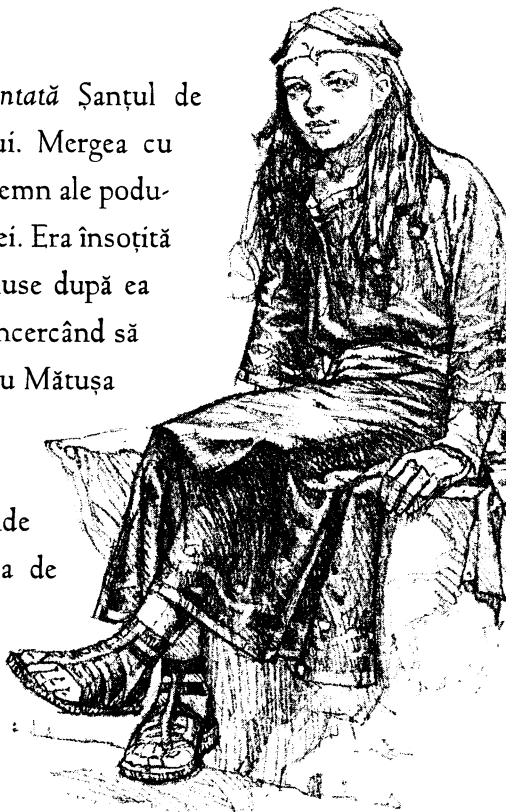 ntată Șanțul de
ui. Mergea cu
emn ale podu-
ei. Era însoțită
use după ea
ncercând să
u Mătușa
de
a de